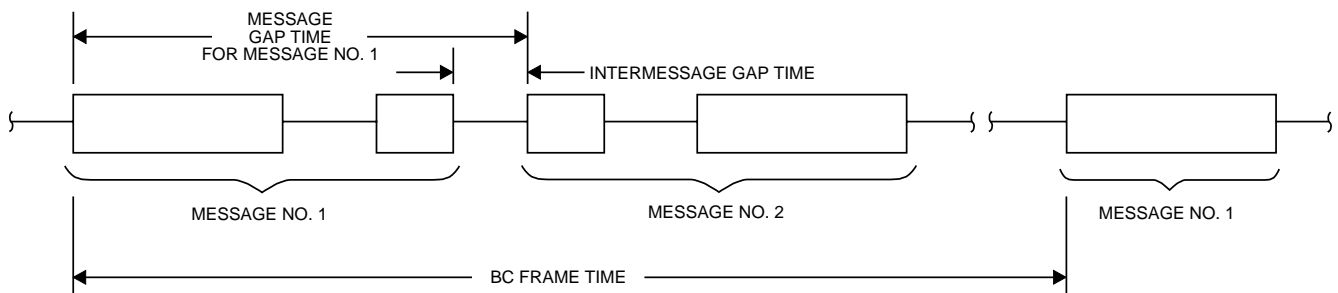 MESSAGE
GAP TIME
FOR MESSAGE NO. 1
INTERMESSAGE GAP TIME
MESSAGE NO. 1
MESSAGE NO. 2
MESSAGE NO. 1
BC FRAME TIME